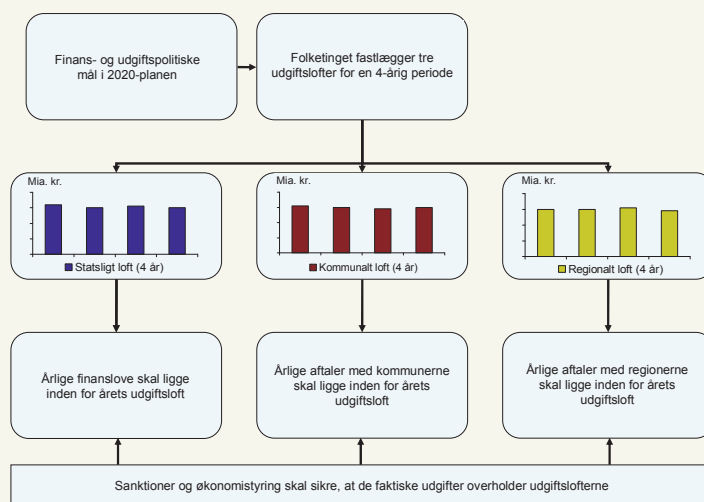 Finans- og udgiftspolitiske
mål i 2020-planen
Folketinget fastlægger tre
udgiftslofter for en 4-årig periode
Mia. kr.
Statsligt loft (4 år)
Mia. kr.
Kommunalt loft (4 år)
Mia. kr.
Regionalt loft (4 år)
Årlige finanslove skal ligge
inden for årets udgiftsloft
Årlige aftaler med kommunerne
skal ligge inden for årets
udgiftsloft
Årlige aftaler med regionerne
skal ligge inden for årets
udgiftsloft
Sanktioner og økonomistyring skal sikre, at de faktiske udgifter overholder udgiftslofterne